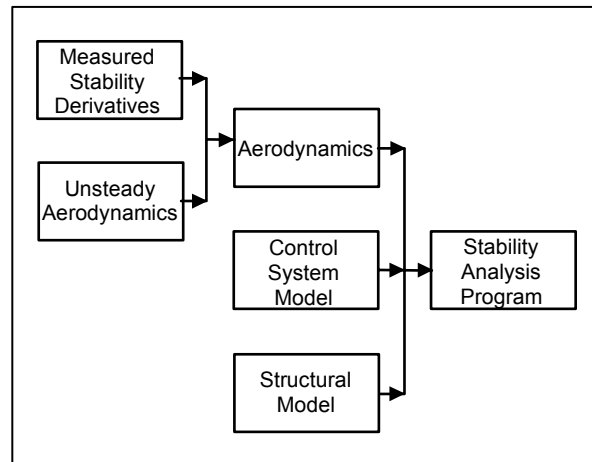 Measured
Stability
Derivatives
Unsteady
Aerodynamics
Aerodynamics
Control
System
Model
Structural
Model
Stability
Analysis
Program